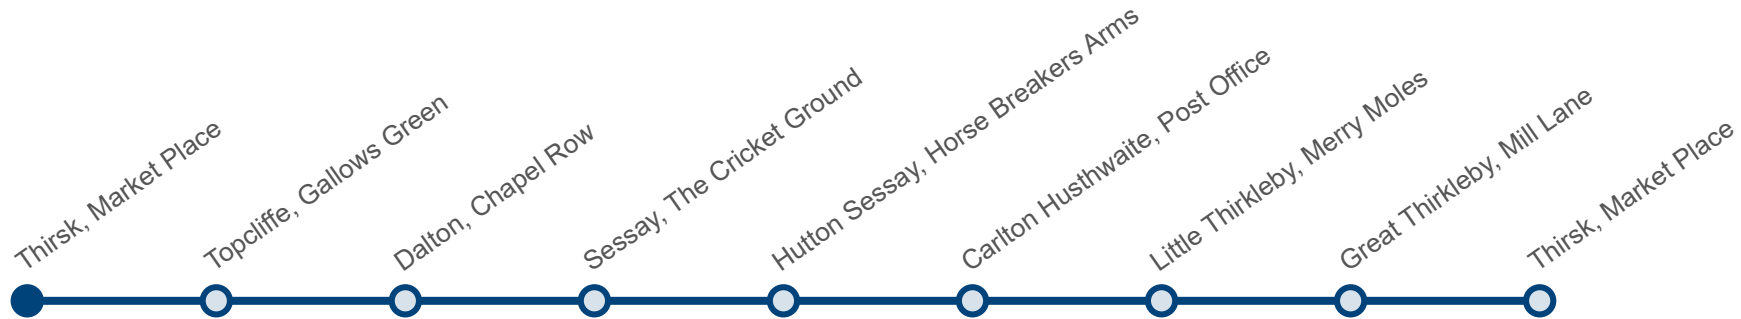 Thirsk, Market Place
Topcliffe, Gallows Green
Dalton, Chapel Row
Sessay, The Cricket Ground
Hutton Sessay, Horse Breakers Arms
Carlton Husthwaite, Post Office
Little Thirkleby, Merry Moles
Great Thirkleby, Mill Lane
Thirsk, Market Place